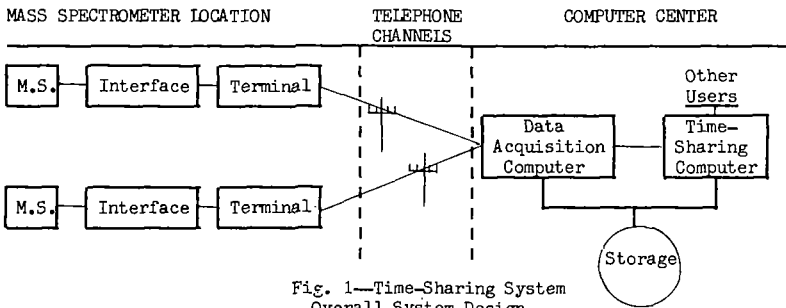 MASS SPECTROMETER LOCATION
TELEPHONE
CHANNELS
COMPUTER CENTER
M.S.
Interface
Terminal
Other
Users
Data
Acquisition
Computer
Time-
Sharing
Computer
M.S.
Interface
Terminal
Storage
Fig. 1—Time-Sharing System
Overall System Design